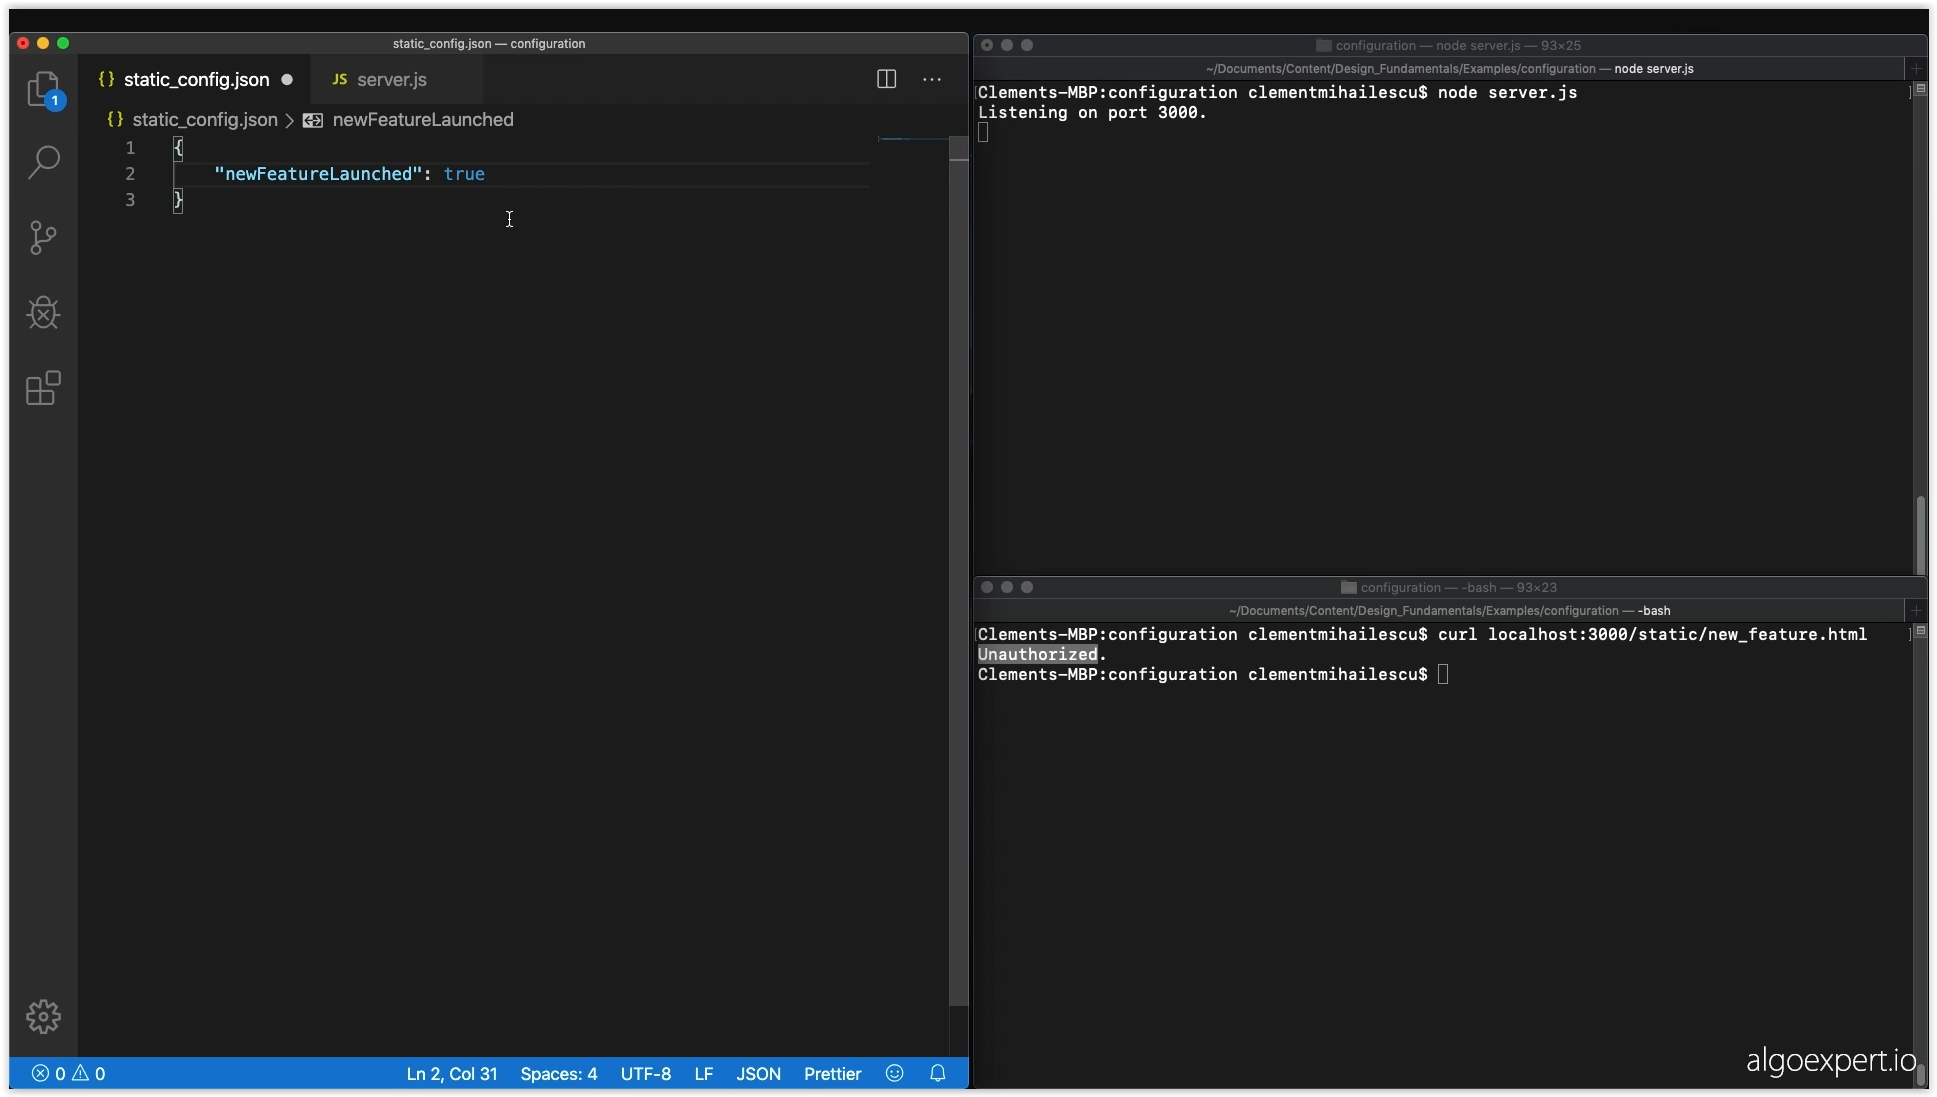 static_config.json — configuration
{} static_config.json ● JS server.js ···
1
{} static_config.json > newFeatureLaunched
1 {
2 "newFeatureLaunched": true
3 }
0 0 Ln 2, Col 31 Spaces: 4 UTF-8 LF JSON Prettier
configuration — node server.js — 93×25
~/Documents/Content/Design_Fundamentals/Examples/configuration — node server.js
[Clements-MBP:configuration clementmihailescu$ node server.js ]
Listening on port 3000.
configuration — -bash — 93×23
~/Documents/Content/Design_Fundamentals/Examples/configuration — -bash
[Clements-MBP:configuration clementmihailescu$ curl localhost:3000/static/new_feature.html ]
Unauthorized.
Clements-MBP:configuration clementmihailescu$
algoexpert.io